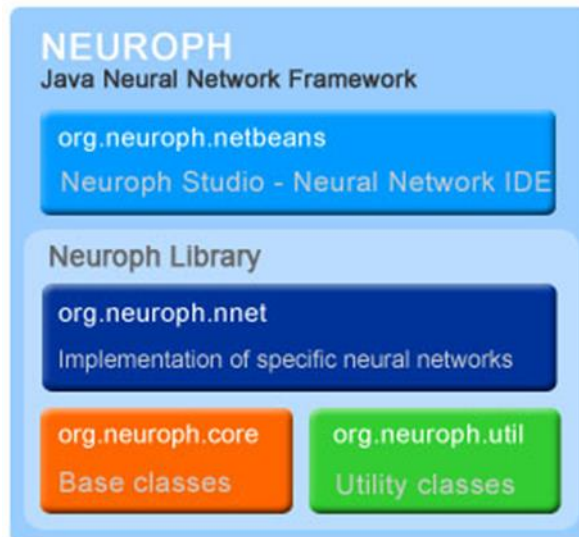 NEUROPH
Java Neural Network Framework
org.neuroph.netbeans
Neuroph Studio - Neural Network IDE
Neuroph Library
org.neuroph.nnet
Implementation of specific neural networks
org.neuroph.core
Base classes
org.neuroph.util
Utility classes